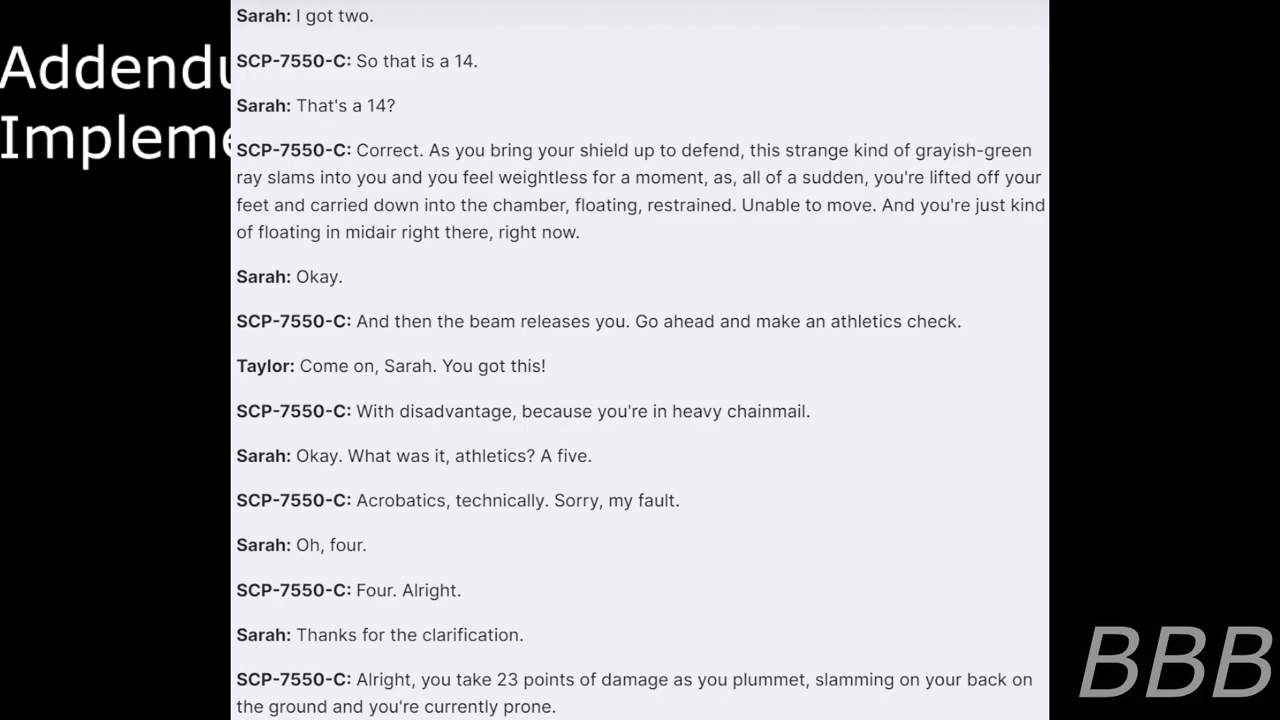 Addendu
Impleme
Sarah: I got two.
SCP-7550-C: So that is a 14.
Sarah: That's a 14?
SCP-7550-C: Correct. As you bring your shield up to defend, this strange kind of grayish-green
ray slams into you and you feel weightless for a moment, as, all of a sudden, you're lifted off your
feet and carried down into the chamber, floating, restrained. Unable to move. And you're just kind
of floating in midair right there, right now.
Sarah: Okay.
SCP-7550-C: And then the beam releases you. Go ahead and make an athletics check.
Taylor: Come on, Sarah. You got this!
SCP-7550-C: With disadvantage, because you're in heavy chainmail.
Sarah: Okay. What was it, athletics? A five.
SCP-7550-C: Acrobatics, technically. Sorry, my fault.
Sarah: Oh, four.
SCP-7550-C: Four. Alright.
Sarah: Thanks for the clarification.
SCP-7550-C: Alright, you take 23 points of damage as you plummet, slamming on your back on
the ground and you're currently prone.
BBB